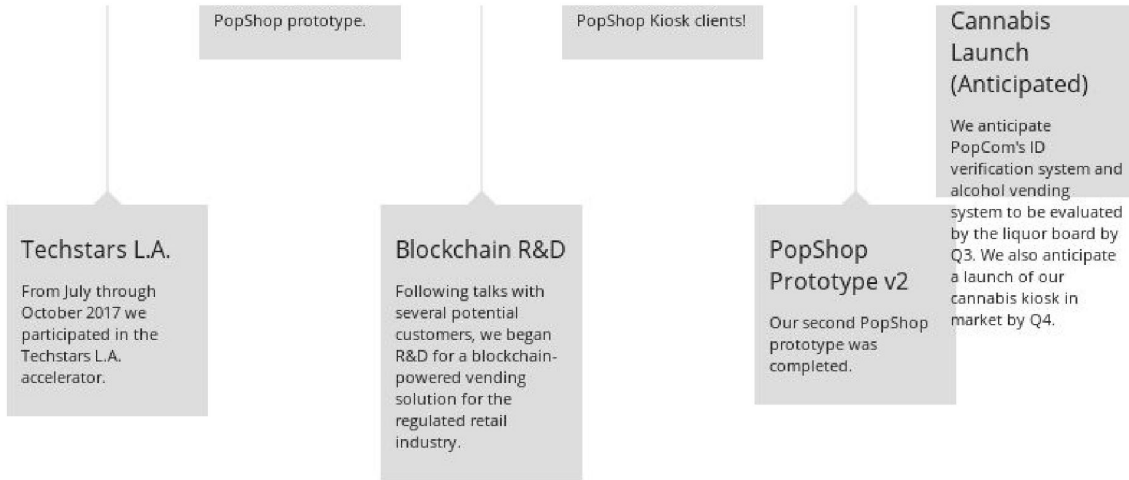 PopShop prototype.
PopShop Kiosk clients!
Cannabis
Launch
(Anticipated)
We anticipate
PopCom's ID
verification system and
alcohol vending
system to be evaluated
by the liquor board by
Q3. We also anticipate
a launch of our
cannabis kiosk in
market by Q4.
Techstars L.A.
From July through
October 2017 we
participated in the
Techstars L.A.
accelerator.
Blockchain R&D
Following talks with
several potential
customers, we began
R&D for a blockchain-
powered vending
solution for the
regulated retail
industry.
PopShop
Prototype v2
Our second PopShop
prototype was
completed.